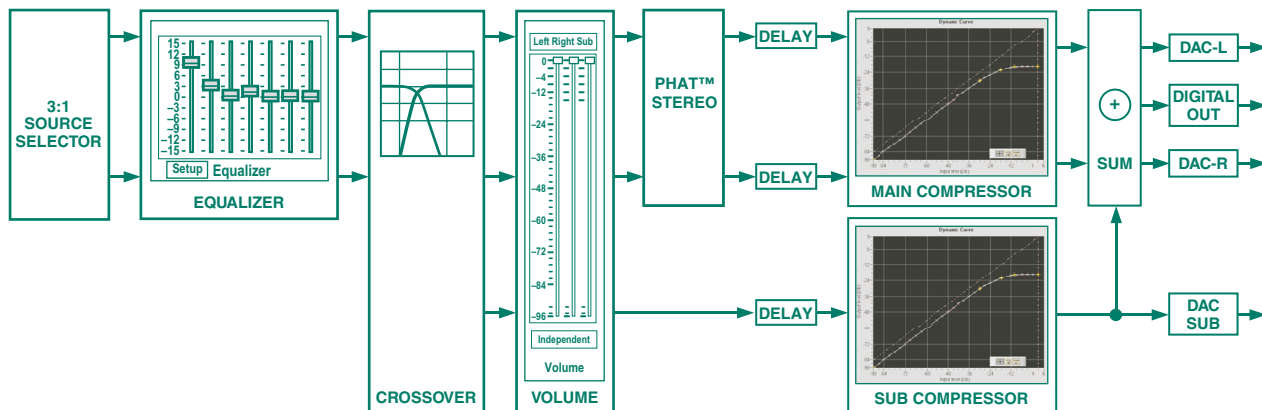 3:1
SOURCE
SELECTOR
15
12
9
6
3
0
–3
–6
–9
–12
–15
Setup Equalizer
EQUALIZER
CROSSOVER
Left Right Sub
0
–4
–12
–24
–36
–48
–60
–72
–84
–96
Independent
Volume
VOLUME
PHAT™
STEREO
DELAY
DELAY
DELAY
Dynamic Curve
MAIN COMPRESSOR
Dynamic Curve
SUB COMPRESSOR
+
SUM
DAC-L
DIGITAL
OUT
DAC-R
DAC
SUB